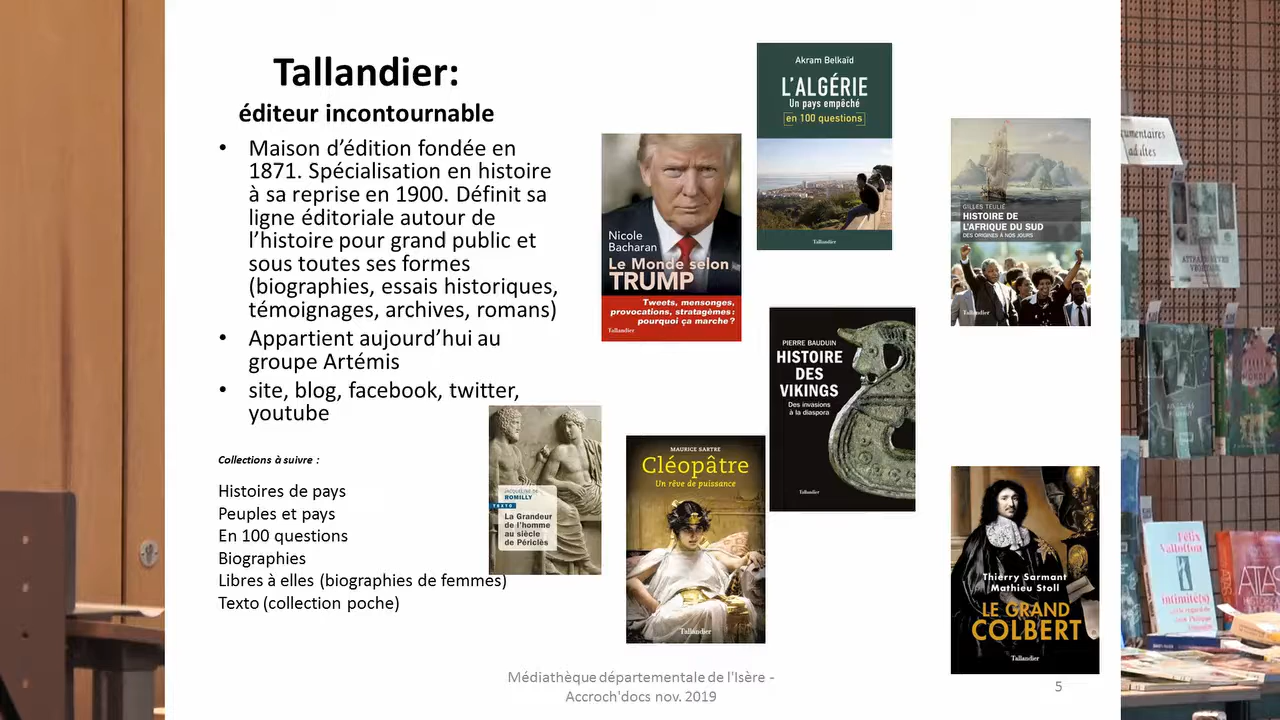 Tallandier:
éditeur incontournable
• Maison d'édition fondée en
1871. Spécialisation en histoire
à sa reprise en 1900. Définit sa
ligne éditoriale autour de
l'histoire pour grand public et
sous toutes ses formes
(biographies, essais historiques,
témoignages, archives, romans)
• Appartient aujourd'hui au
groupe Artémis
• site, blog, facebook, twitter,
youtube
Collections à suivre :
Histoires de pays
Peuples et pays
En 100 questions
Biographies
Libres à elles (biographies de femmes)
Texto (collection poche)
Nicole
Bacharan
Le Monde selon
TRUMP
Tweets, mensonges,
provocations, stratagèmes :
pourquoi ça marche ?
Tallandier
Akram Belkaïd
L'ALGÉRIE
Un pays empêché
en 100 questions
Tallandier
GILLES TEULIÉ
HISTOIRE DE
L'AFRIQUE DU SUD
DES ORIGINES À NOS JOURS
Tallandier
PIERRE BAUDUIN
HISTOIRE
DES
VIKINGS
Des invasions
à la diaspora
Tallandier
JACQUELINE DE
ROMILLY
TEXTO
La Grandeur
de l'homme
au siècle
de Périclès
MAURICE SARTRE
Cléopâtre
Un rêve de puissance
Tallandier
Thierry Sarmant
Mathieu Stoll
LE GRAND
COLBERT
Tallandier
Médiathèque départementale de l'Isère -
Accroch'docs nov. 2019
5
adultes
Félix
Vallotton
intimité(s)
ATLAS